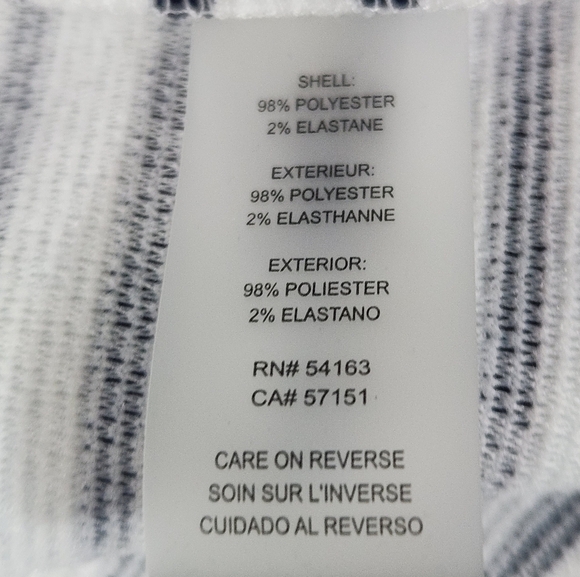 SHELL:
98% POLYESTER
2% ELASTANE
EXTERIEUR:
98% POLYESTER
2% ELASTHANNE
EXTERIOR:
98% POLIESTER
2% ELASTANO
RN# 54163
CA# 57151
CARE ON REVERSE
SOIN SUR L'INVERSE
CUIDADO AL REVERSO